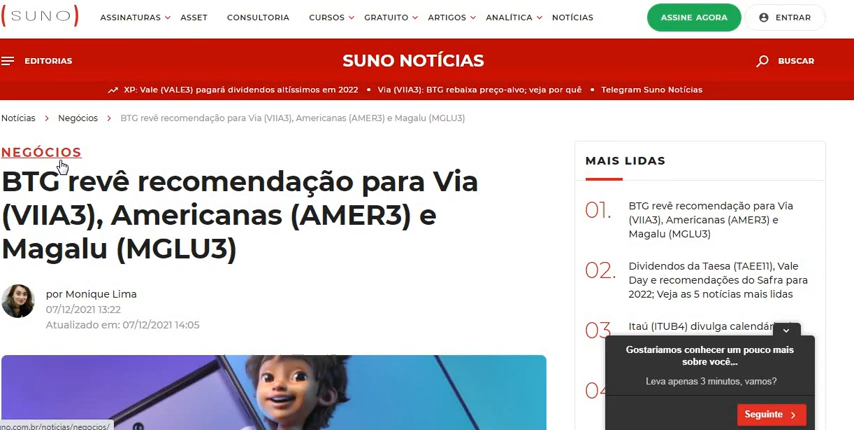 (SUNO)
ASSINATURAS
ASSET
CONSULTORIA
CURSOS
GRATUITO
ARTIGOS
ANALÍTICA
NOTÍCIAS
ASSINE AGORA
ENTRAR
EDITORIAS
SUNO NOTÍCIAS
BUSCAR
XP: Vale (VALE3) pagará dividendos altíssimos em 2022 • Via (VIIA3): BTG rebaixa preço-alvo; veja por quê • Telegram Suno Notícias
Notícias > Negócios > BTG revê recomendação para Via (VIIA3), Americanas (AMER3) e Magalu (MGLU3)
NEGÓCIOS
BTG revê recomendação para Via
(VIIA3), Americanas (AMER3) e
Magalu (MGLU3)
por Monique Lima
07/12/2021 13:22
Atualizado em: 07/12/2021 14:05
MAIS LIDAS
01.
BTG revê recomendação para Via
(VIIA3), Americanas (AMER3) e
Magalu (MGLU3)
02.
Dividendos da Taesa (TAEE11), Vale
Day e recomendações do Safra para
2022; Veja as 5 notícias mais lidas
03.
Itaú (ITUB4) divulga
04
Gostaríamos conhecer um pouco mais
sobre você...
Leva apenas 3 minutos, vamos?
Seguinte
uno.com.br/noticias/negocios/